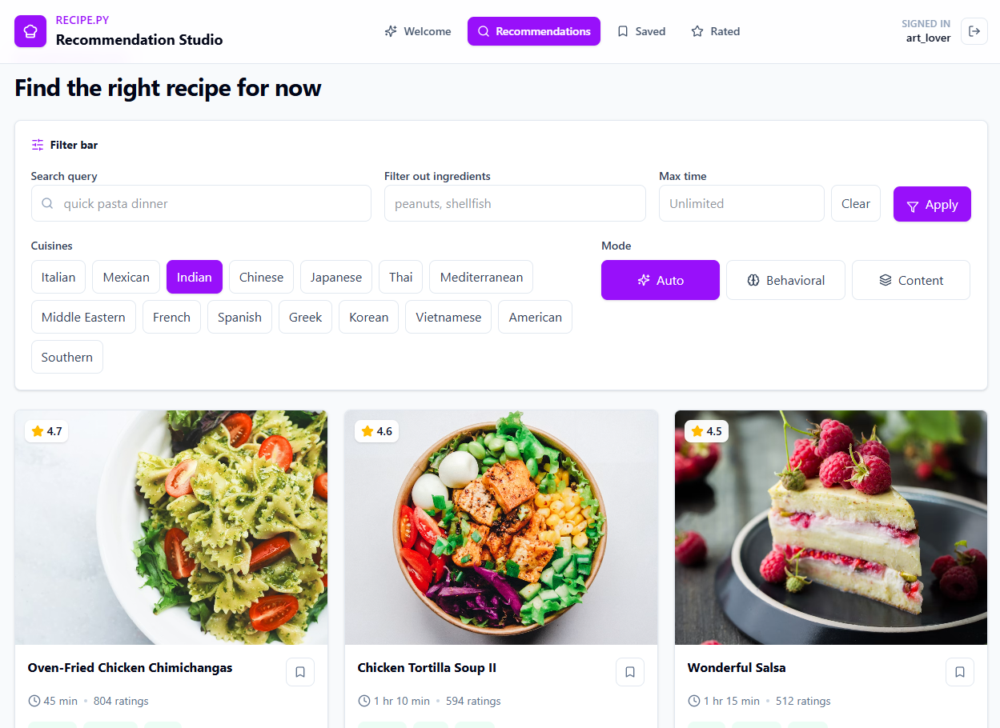 RECIPE.PY
Recommendation Studio
Welcome
Recommendations
Saved
Rated
SIGNED IN
art_lover
Find the right recipe for now
Filter bar
Search query
Filter out ingredients
Max time
quick pasta dinner
peanuts, shellfish
Unlimited
Clear
Apply
Cuisines
Mode
Italian
Mexican
Indian
Chinese
Japanese
Thai
Mediterranean
Auto
Behavioral
Content
Middle Eastern
French
Spanish
Greek
Korean
Vietnamese
American
Southern
4.7
4.6
4.5
Oven-Fried Chicken Chimichangas
45 min • 804 ratings
Chicken Tortilla Soup II
1 hr 10 min • 594 ratings
Wonderful Salsa
1 hr 15 min • 512 ratings